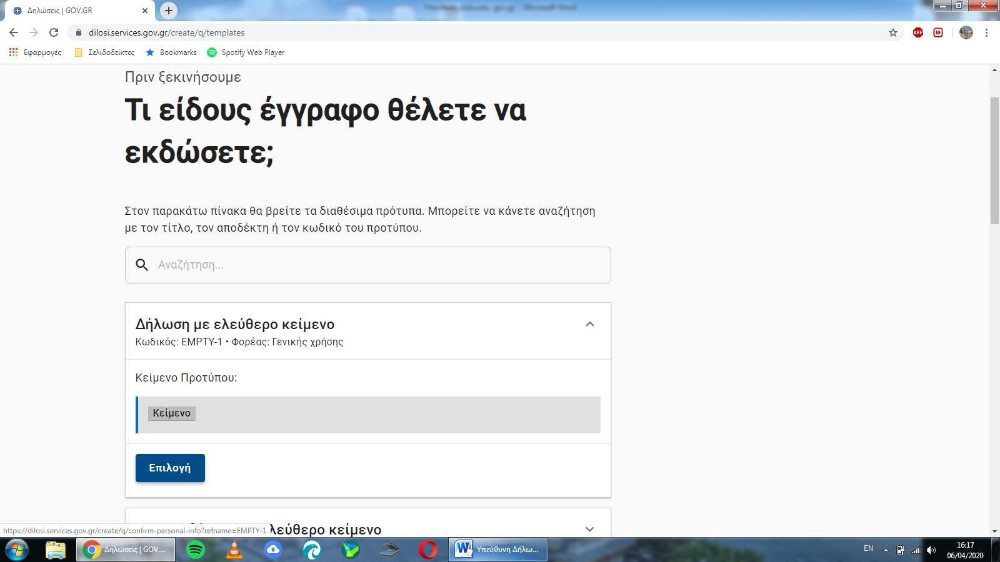 Δηλώσεις | GOV.GR
dilosi.services.gov.gr/create/q/templates
ABP
Εφαρμογές
Σελιδοδείκτες
Bookmarks
Spotify Web Player
Πριν ξεκινήσουμε
Τι είδους έγγραφο θέλετε να
εκδώσετε;
Στον παρακάτω πίνακα θα βρείτε τα διαθέσιμα πρότυπα. Μπορείτε να κάνετε αναζήτηση
με τον τίτλο, τον αποδέκτη ή τον κωδικό του προτύπου.
Αναζήτηση...
Δήλωση με ελεύθερο κείμενο
Κωδικός: EMPTY-1 • Φορέας: Γενικής χρήσης
Κείμενο Προτύπου:
Κείμενο
Επιλογή
λεύθερο κείμενο
https://dilosi.services.gov.gr/create/q/confirm-personal-info?refname=EMPTY-1
Δηλώσεις | GOV....
Υπεύθυνη Δήλω...
EN
16:17
06/04/2020